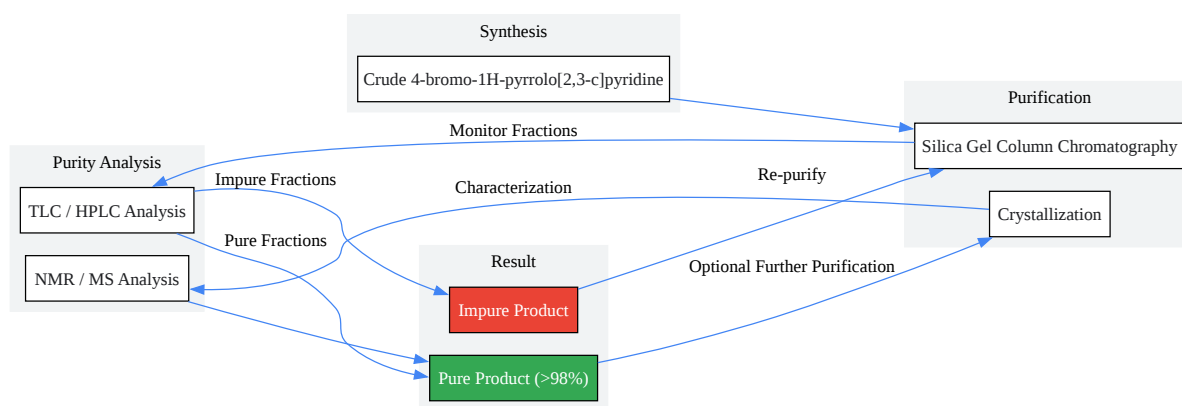 Synthesis
Crude 4-bromo-1H-pyrrolo[2,3-c]pyridine
Purification
Silica Gel Column Chromatography
Crystallization
Monitor Fractions
Purity Analysis
TLC / HPLC Analysis
NMR / MS Analysis
Impure Fractions
Characterization
Re-purify
Pure Fractions
Optional Further Purification
Result
Impure Product
Pure Product (>98%)